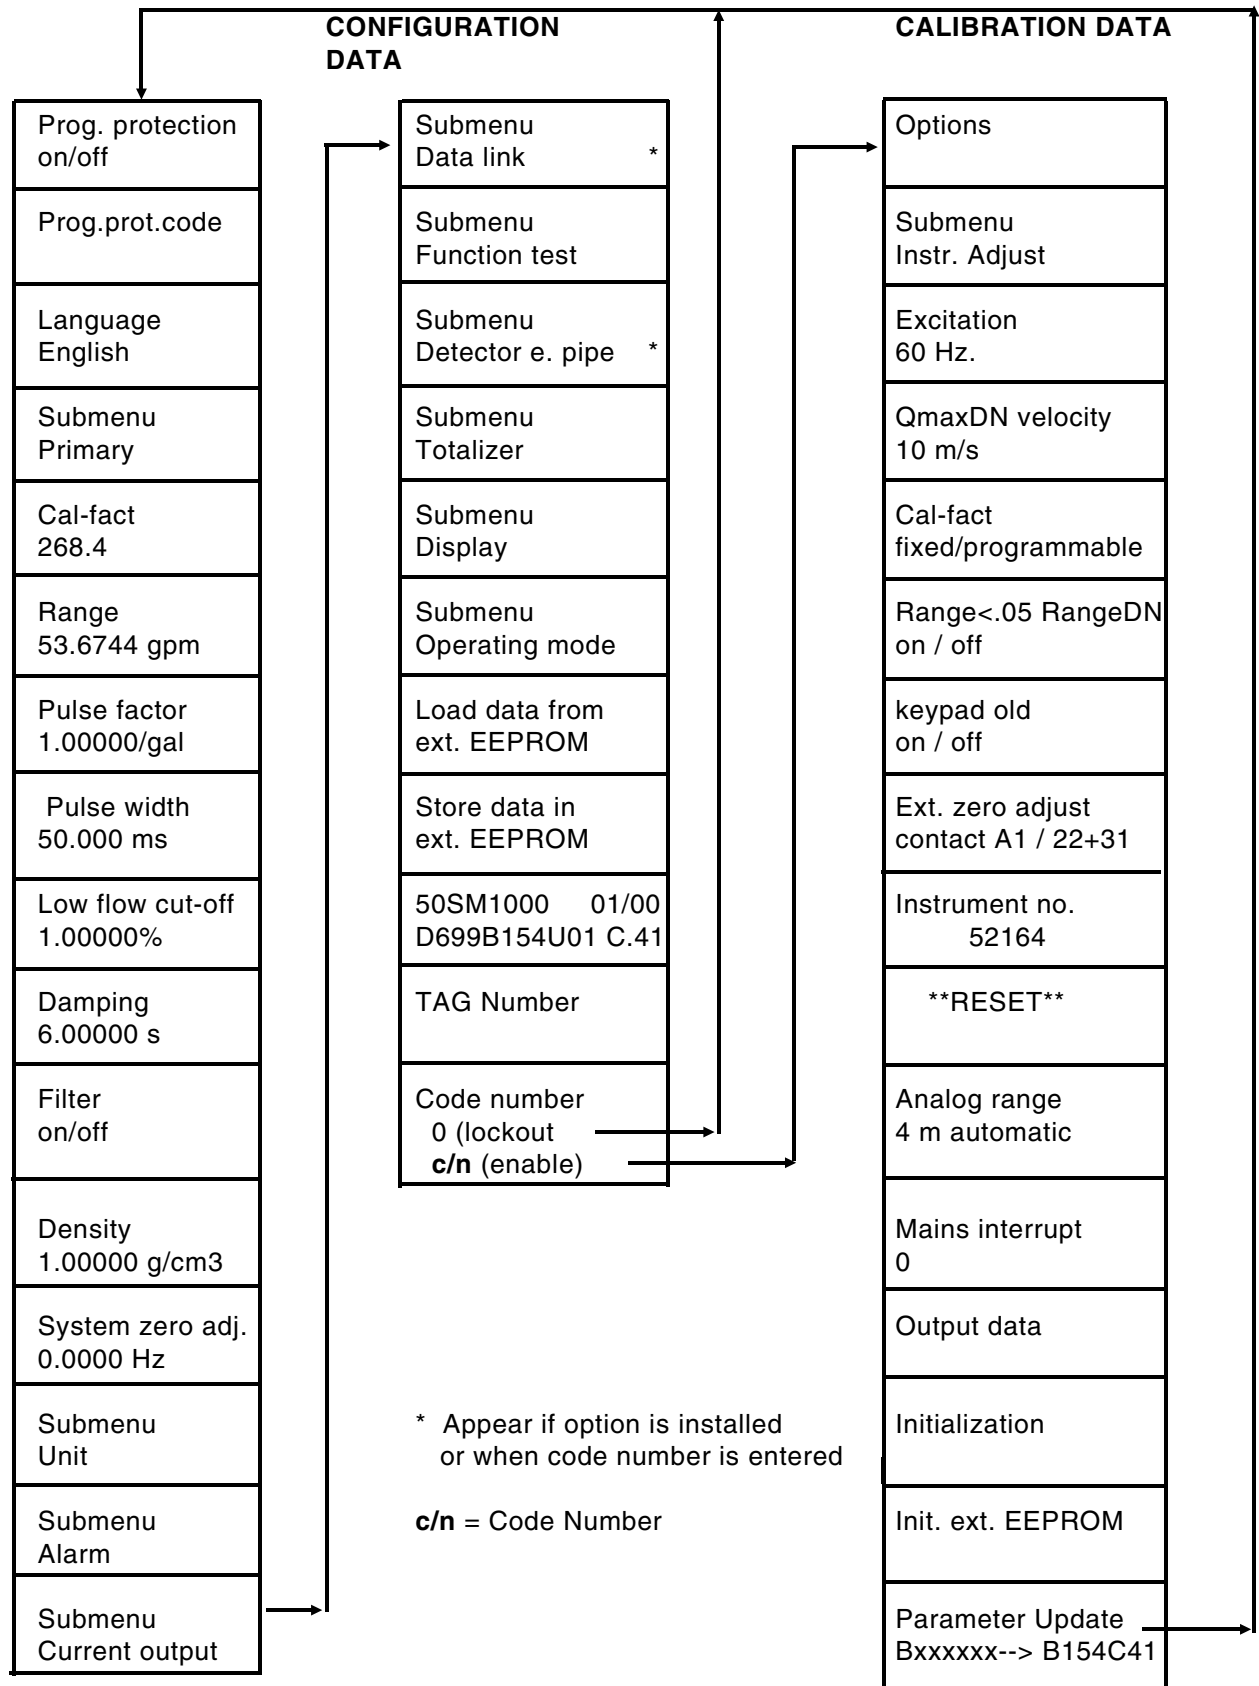 CONFIGURATION
DATA
CALIBRATION DATA
Prog. protection
on/off
Prog.prot.code
Language
English
Submenu
Primary
Cal-fact
268.4
Range
53.6744 gpm
Pulse factor
1.00000/gal
Pulse width
50.000 ms
Low flow cut-off
1.00000%
Damping
6.00000 s
Filter
on/off
Density
1.00000 g/cm3
System zero adj.
0.0000 Hz
Submenu
Unit
Submenu
Alarm
Submenu
Current output
Submenu
Data link *
Submenu
Function test
Submenu
Detector e. pipe *
Submenu
Totalizer
Submenu
Display
Submenu
Operating mode
Load data from
ext. EEPROM
Store data in
ext. EEPROM
50SM1000 01/00
D699B154U01 C.41
TAG Number
Code number
0 (lockout
c/n (enable)
* Appear if option is installed
or when code number is entered
c/n = Code Number
Options
Submenu
Instr. Adjust
Excitation
60 Hz.
QmaxDN velocity
10 m/s
Cal-fact
fixed/programmable
Range<.05 RangeDN
on / off
keypad old
on / off
Ext. zero adjust
contact A1 / 22+31
Instrument no.
52164
**RESET**
Analog range
4 m automatic
Mains interrupt
0
Output data
Initialization
Init. ext. EEPROM
Parameter Update
Bxxxxxx--> B154C41